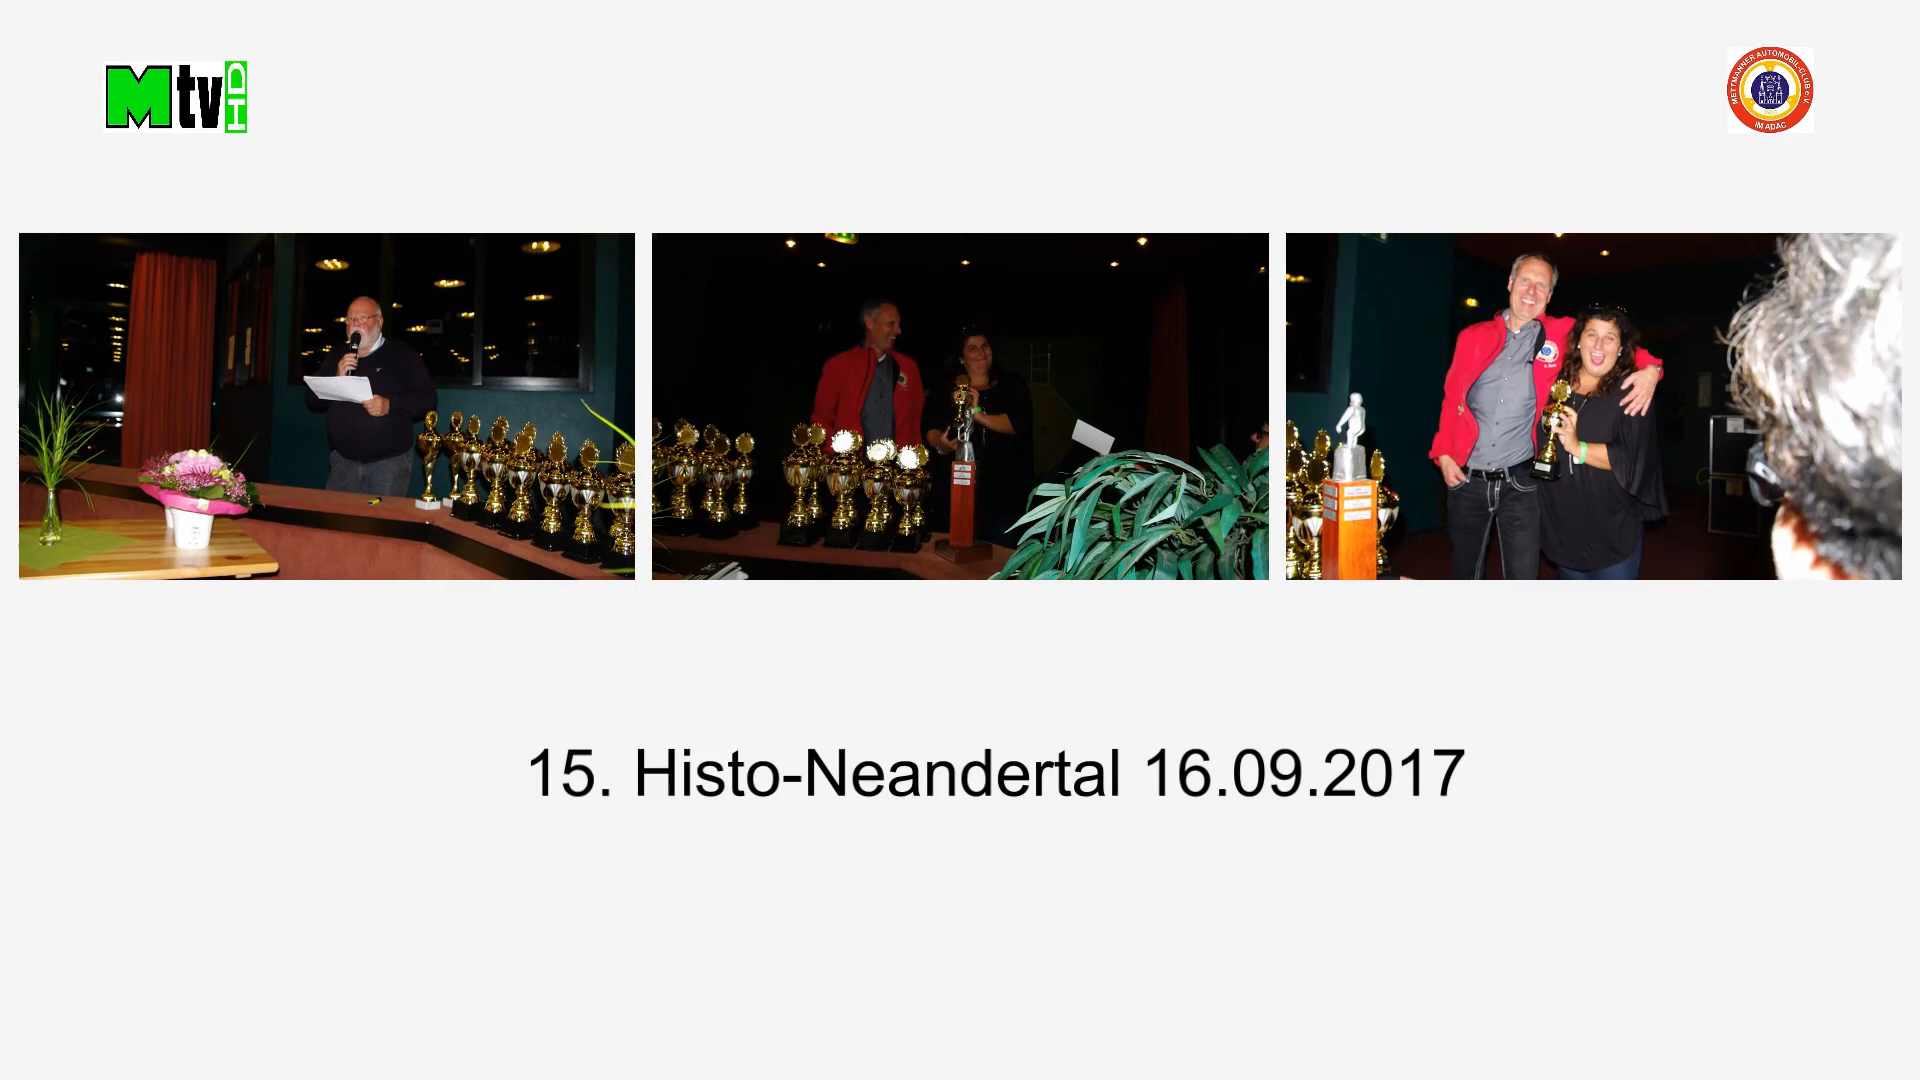 Mtv HD
METTMANNER AUTOMOBIL-CLUB e.V.
IM ADAC
15. Histo-Neandertal 16.09.2017